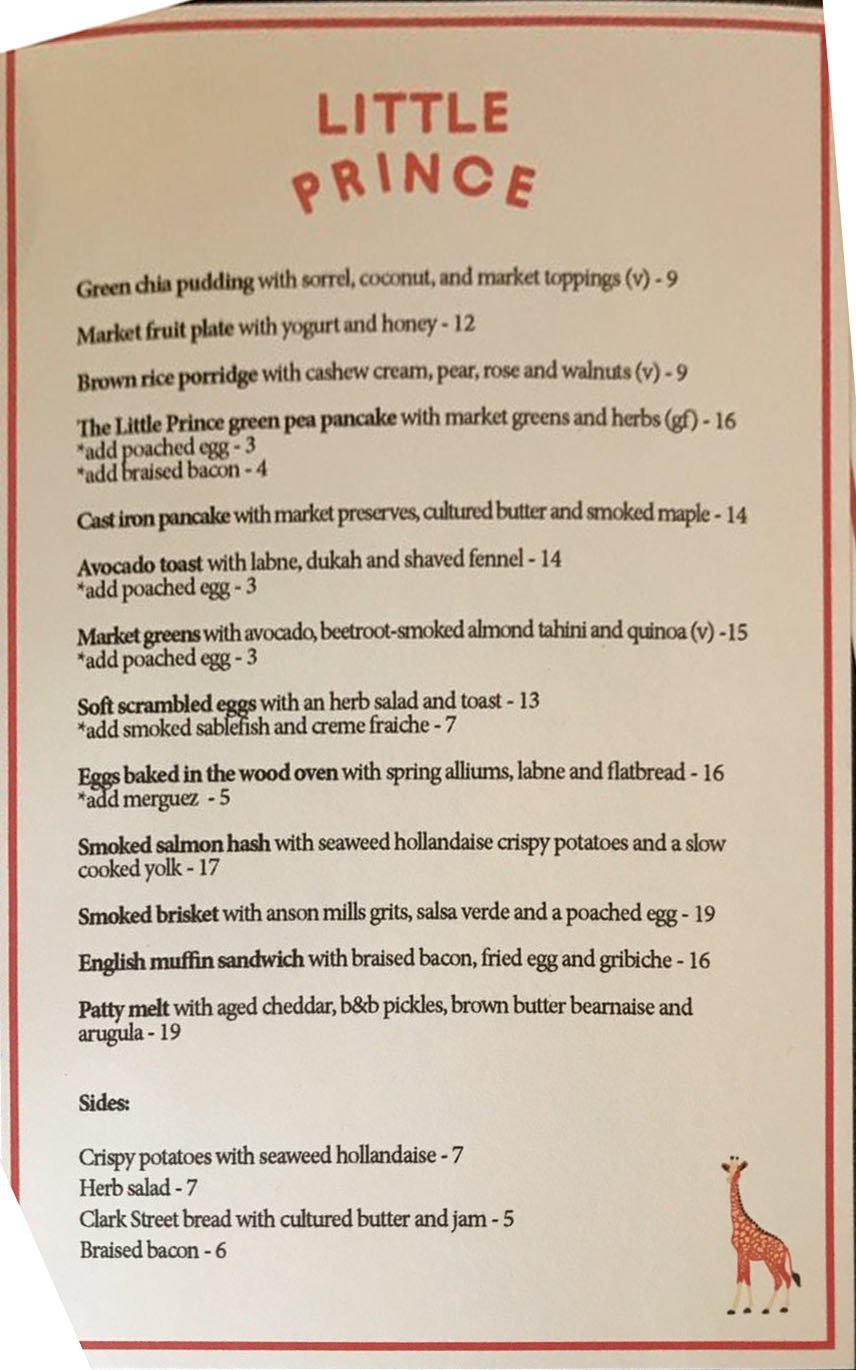 LITTLE
PRINCE
Green chia pudding with sorrel, coconut, and market toppings (v) - 9
Market fruit plate with yogurt and honey - 12
Brown rice porridge with cashew cream, pear, rose and walnuts (v) - 9
The Little Prince green pea pancake with market greens and herbs (gf) - 16
*add poached egg - 3
*add braised bacon - 4
Cast iron pancake with market preserves, cultured butter and smoked maple - 14
Avocado toast with labne, dukah and shaved fennel - 14
*add poached egg - 3
Market greens with avocado, beetroot-smoked almond tahini and quinoa (v) -15
*add poached egg - 3
Soft scrambled eggs with an herb salad and toast - 13
*add smoked sablefish and creme fraiche - 7
Eggs baked in the wood oven with spring alliums, labne and flatbread - 16
*add merguez - 5
Smoked salmon hash with seaweed hollandaise crispy potatoes and a slow
cooked yolk - 17
Smoked brisket with anson mills grits, salsa verde and a poached egg - 19
English muffin sandwich with braised bacon, fried egg and gribiche - 16
Patty melt with aged cheddar, b&b pickles, brown butter bearnaise and
arugula - 19
Sides:
Crispy potatoes with seaweed hollandaise - 7
Herb salad - 7
Clark Street bread with cultured butter and jam - 5
Braised bacon - 6